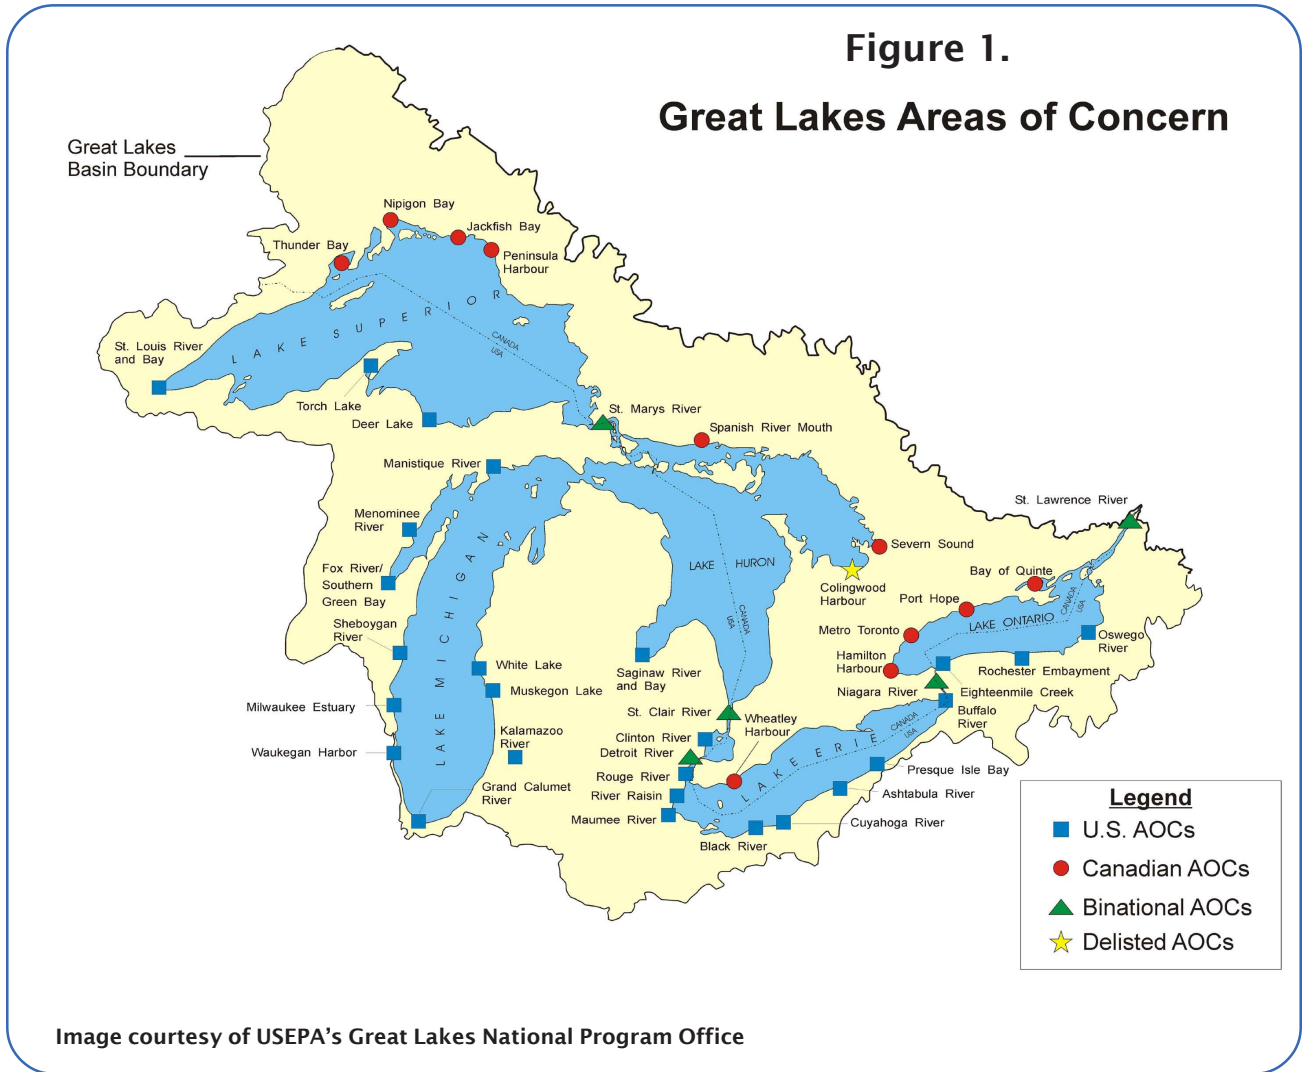 Figure 1.
Great Lakes Areas of Concern
Great Lakes
Basin Boundary
Nipigon Bay
Jackfish Bay
Thunder Bay
Peninsula
Harbour
LAKE SUPERIOR
CANADA
USA
St. Louis River
and Bay
Torch Lake
Deer Lake
St. Marys River
Spanish River Mouth
Manistique River
Menominee
River
Fox River/
Southern
Green Bay
Sheboygan
River
Milwaukee Estuary
Waukegan Harbor
LAKE MICHIGAN
White Lake
Muskegon Lake
Kalamazoo
River
Grand Calumet
River
LAKE HURON
CANADA
USA
Saginaw River
and Bay
Severn Sound
Colingwood
Harbour
St. Lawrence River
Bay of Quinte
Port Hope
Metro Toronto
Hamilton
Harbour
LAKE ONTARIO
CANADA
USA
Oswego
River
Rochester Embayment
Eighteenmile Creek
Niagara River
Buffalo
River
St. Clair River
Wheatley
Harbour
Clinton River
Detroit River
Rouge River
River Raisin
Maumee River
LAKE ERIE
CANADA
USA
Presque Isle Bay
Ashtabula River
Cuyahoga River
Black River
Legend
U.S. AOCs
Canadian AOCs
Binational AOCs
Delisted AOCs
Image courtesy of USEPA's Great Lakes National Program Office